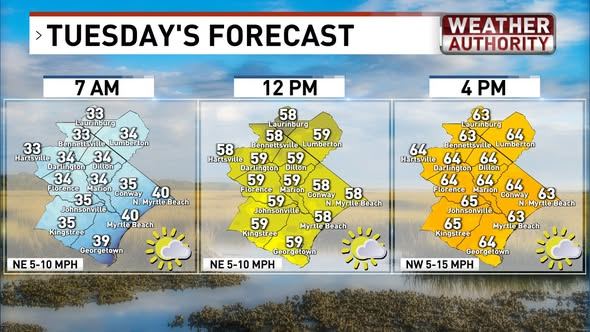 > TUESDAY'S FORECAST
WEATHER
AUTHORITY
7 AM
33
Laurinburg
33
Bennettsville
34
Lumberton
33
Hartsville
34
Darlington
34
Dillon
34
Florence
34
Marion
35
Conway
40
N. Myrtle Beach
35
Johnsonville
40
Myrtle Beach
35
Kingstree
39
Georgetown
NE 5-10 MPH
12 PM
58
Laurinburg
58
Bennettsville
59
Lumberton
58
Hartsville
59
Darlington
59
Dillon
59
Florence
59
Marion
58
Conway
58
N. Myrtle Beach
59
Johnsonville
58
Myrtle Beach
59
Kingstree
59
Georgetown
NE 5-10 MPH
4 PM
63
Laurinburg
64
Bennettsville
64
Lumberton
64
Hartsville
64
Darlington
64
Dillon
64
Florence
64
Marion
64
Conway
63
N. Myrtle Beach
65
Johnsonville
63
Myrtle Beach
65
Kingstree
64
Georgetown
NW 5-15 MPH